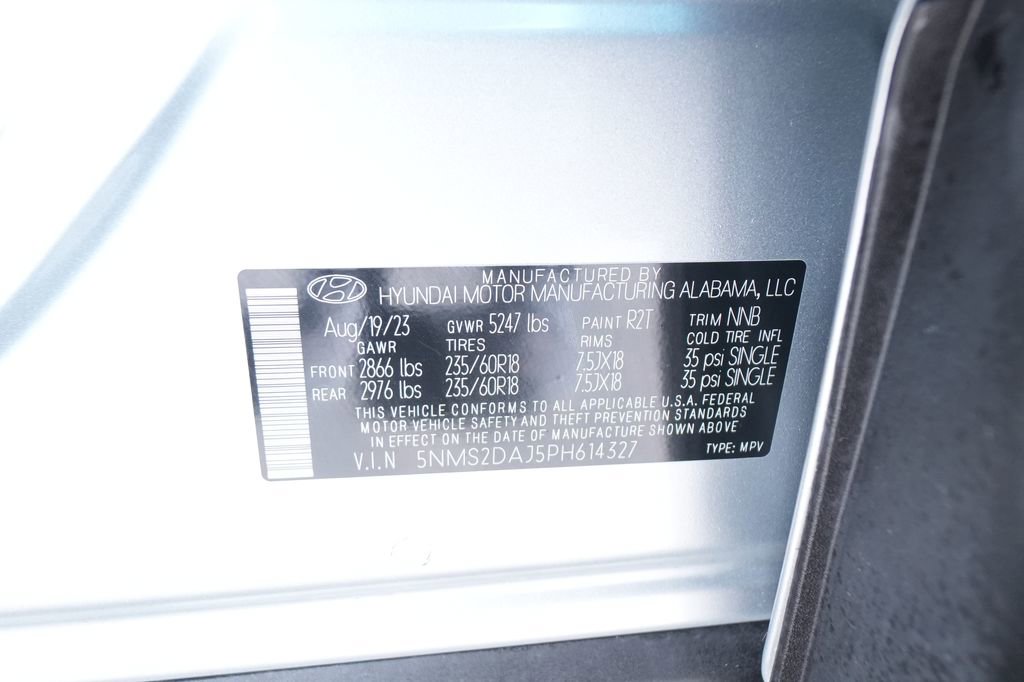 MANUFACTURED BY
HYUNDAI MOTOR MANUFACTURING ALABAMA, LLC
Aug/19/23 GVWR 5247 lbs PAINT R2T TRIM NNB
GAWR TIRES RIMS COLD TIRE INFL
FRONT 2866 lbs 235/60R18 7.5JX18 35 psi SINGLE
REAR 2976 lbs 235/60R18 7.5JX18 35 psi SINGLE
THIS VEHICLE CONFORMS TO ALL APPLICABLE U.S.A. FEDERAL
MOTOR VEHICLE SAFETY AND THEFT PREVENTION STANDARDS
IN EFFECT ON THE DATE OF MANUFACTURE SHOWN ABOVE
V.I.N 5NMS2DAJ5PH614327 TYPE: MPV